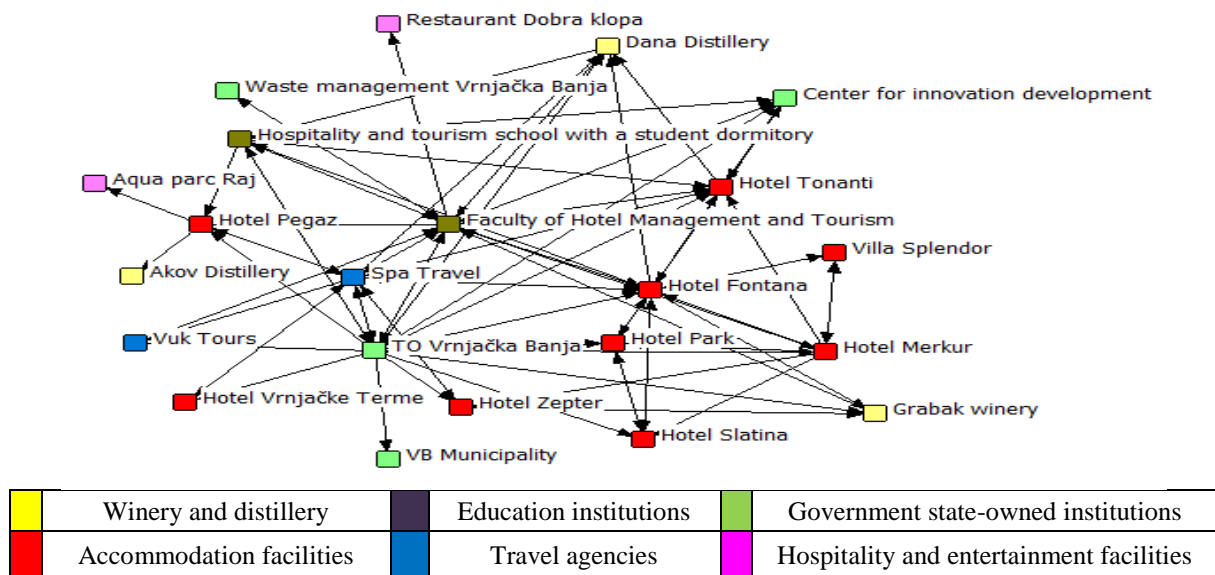 Restaurant Dobra klopa
Dana Distillery
Waste management Vrnjačka Banja
Center for innovation development
Hospitality and tourism school with a student dormitory
Aqua parc Raj
Hotel Tonanti
Hotel Pegaz
Faculty of Hotel Management and Tourism
Villa Splendor
Akov Distillery
Spa Travel
Hotel Fontana
Vuk Tours
TO Vrnjačka Banja
Hotel Park
Hotel Merkur
Hotel Vrnjačke Terme
Hotel Zepter
Grabak winery
Hotel Slatina
VB Municipality
Winery and distillery
Education institutions
Government state-owned institutions
Accommodation facilities
Travel agencies
Hospitality and entertainment facilities